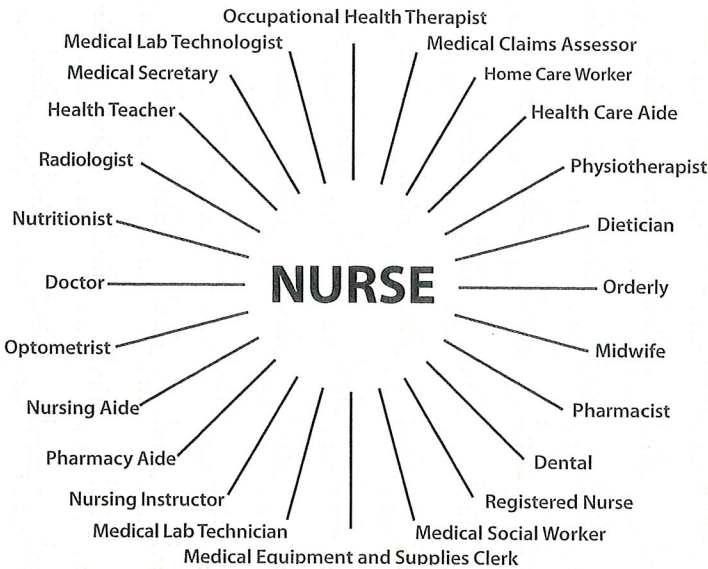 Occupational Health Therapist
Medical Lab Technologist
Medical Claims Assessor
Medical Secretary
Home Care Worker
Health Teacher
Health Care Aide
Radiologist
Physiotherapist
Nutritionist
Dietician
Doctor
NURSE
Orderly
Optometrist
Midwife
Nursing Aide
Pharmacist
Pharmacy Aide
Dental
Nursing Instructor
Registered Nurse
Medical Lab Technician
Medical Social Worker
Medical Equipment and Supplies Clerk